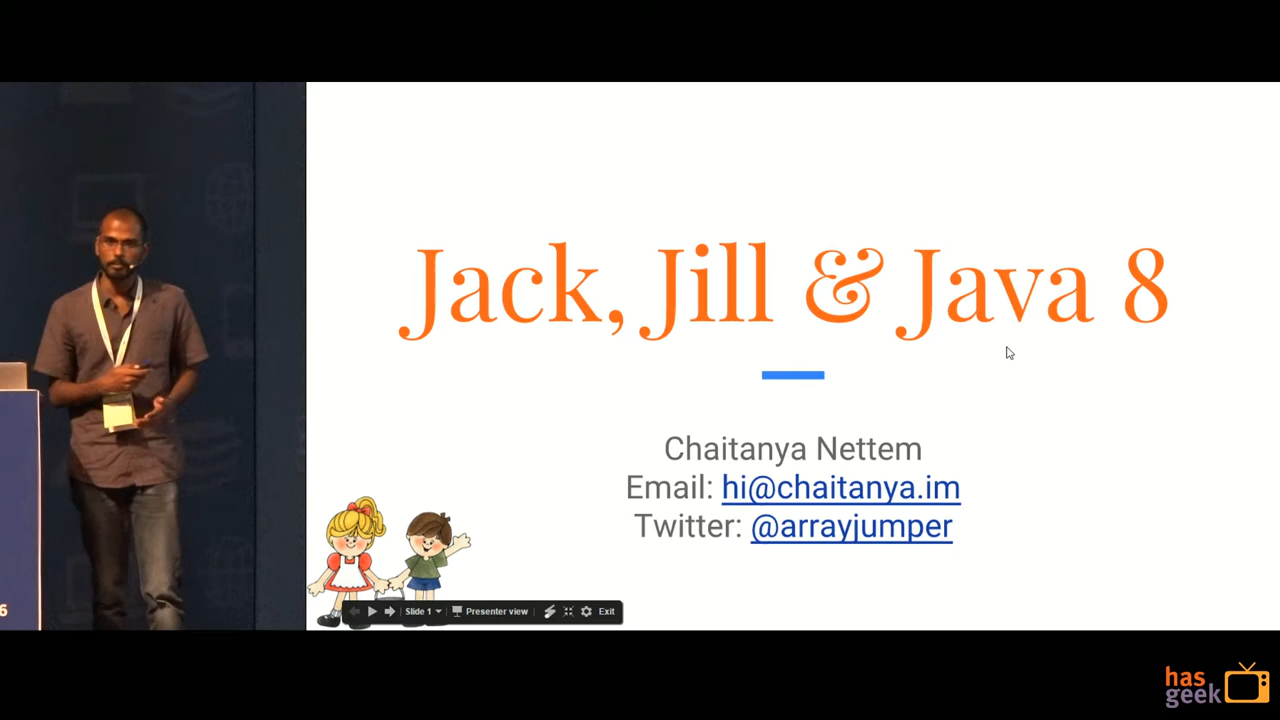 Jack, Jill & Java 8
Chaitanya Nettem
Email: hi@chaitanya.im
Twitter: @arrayjumper
Slide 1
Presenter view
Exit
6
has
geek